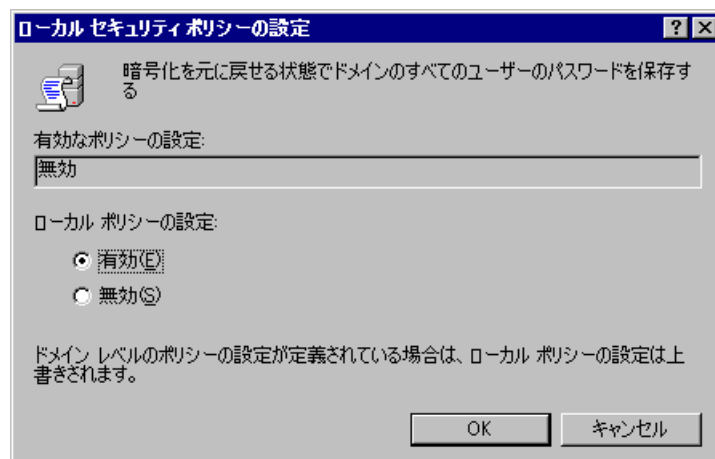 ローカル セキュリティ ポリシーの設定
暗号化を元に戻せる状態でドメインのすべてのユーザーのパスワードを保存す
る
有効なポリシーの設定:
無効
ローカル ポリシーの設定:
有効(E)
無効(S)
ドメイン レベルのポリシーの設定が定義されている場合は、ローカル ポリシーの設定は上
書きされます。
OK
キャンセル